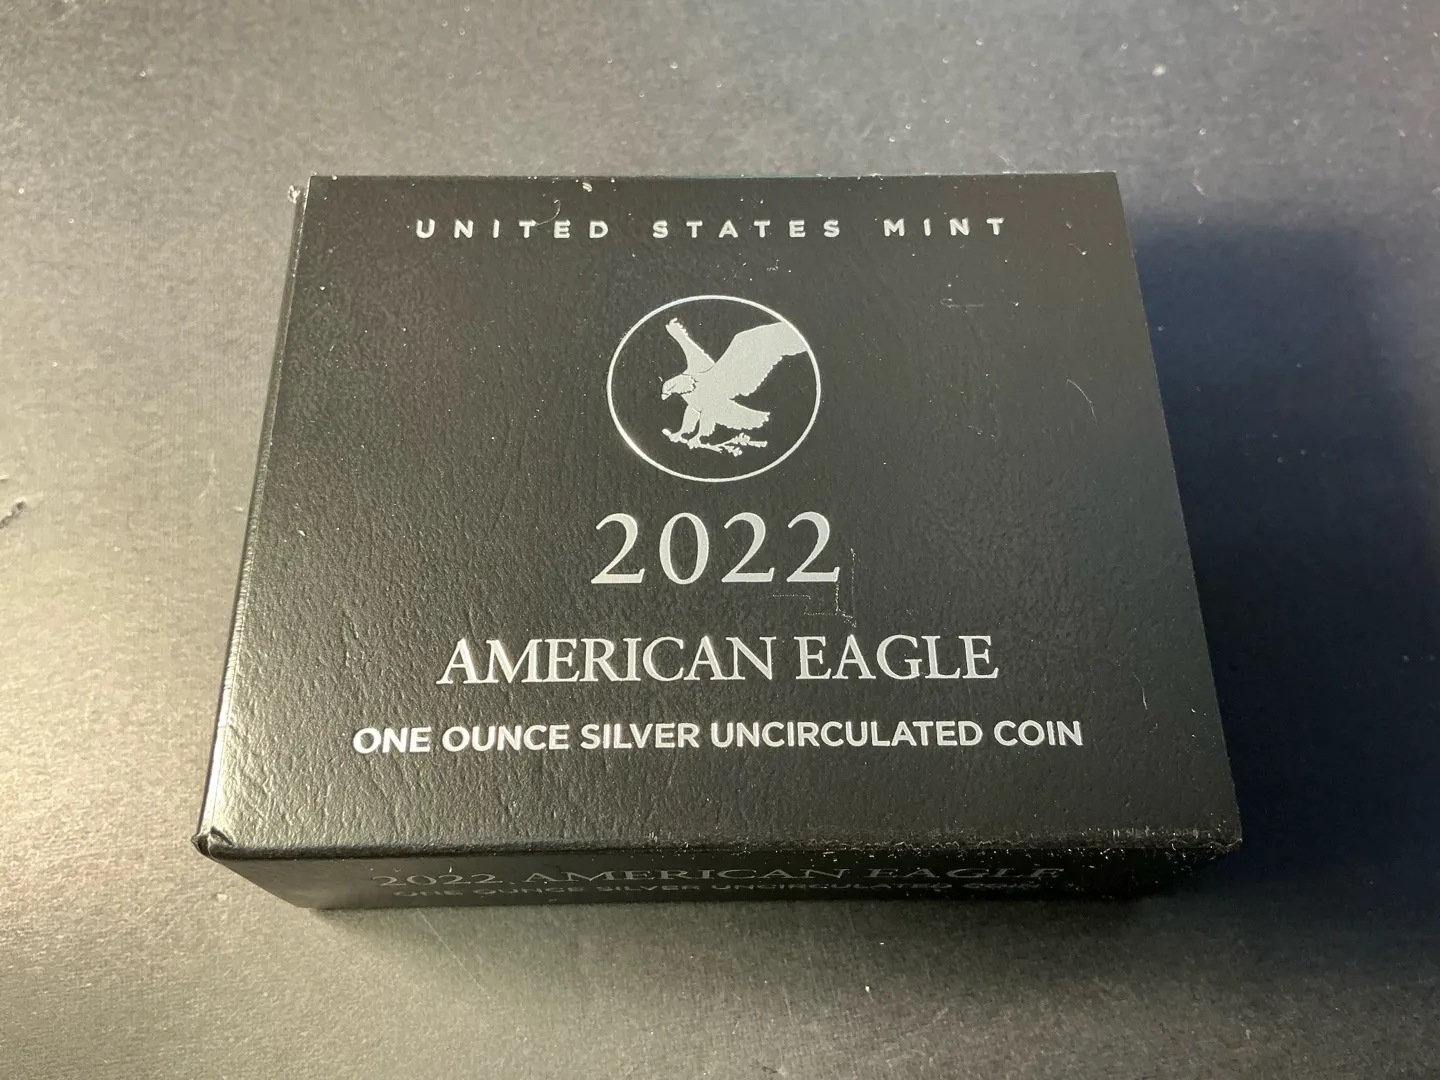 UNITED STATES MINT
2022
AMERICAN EAGLE
ONE OUNCE SILVER UNCIRCULATED COIN
2022 AMERICAN EAGLE
ONE OUNCE SILVER UNCIRCULATED COIN